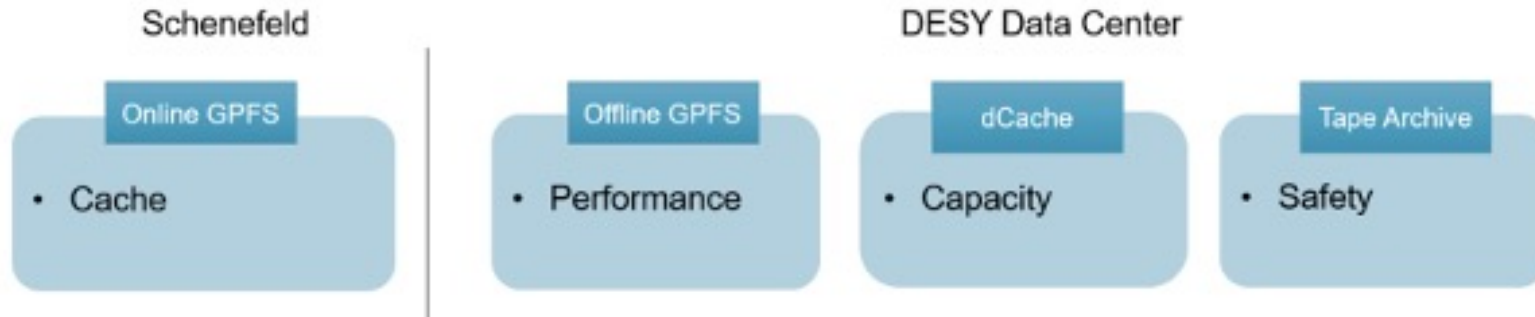 Schenefeld
DESY Data Center
Online GPFS
Offline GPFS
dCache
Tape Archive
• Cache
• Performance
• Capacity
• Safety